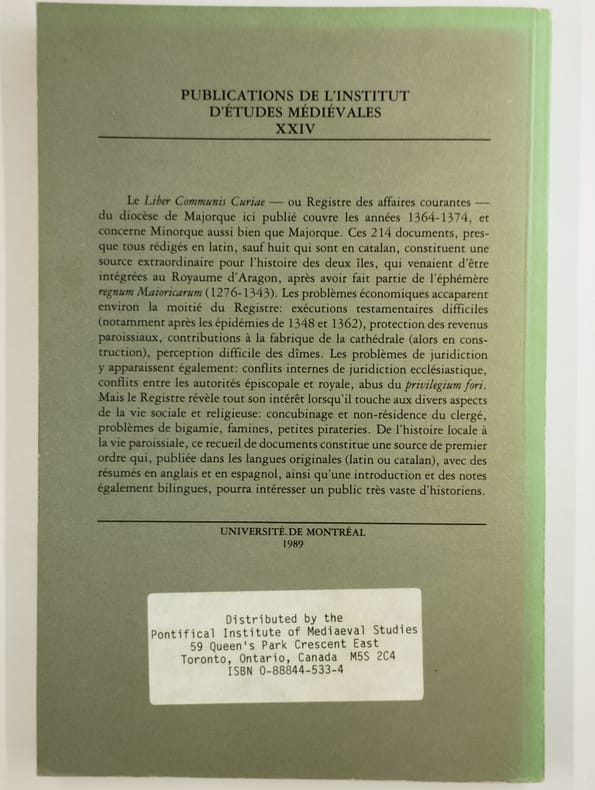 PUBLICATIONS DE L'INSTITUT
D'ÉTUDES MÉDIÉVALES
XXIV
Le Liber Communis Curiae — ou Registre des affaires courantes —
du diocèse de Majorque ici publié couvre les années 1364-1374, et
concerne Minorque aussi bien que Majorque. Ces 214 documents, pres-
que tous rédigés en latin, sauf huit qui sont en catalan, constituent une
source extraordinaire pour l'histoire des deux îles, qui venaient d'être
intégrées au Royaume d'Aragon, après avoir fait partie de l'éphémère
regnum Maioricarum (1276-1343). Les problèmes économiques accaparent
environ la moitié du Registre: exécutions testamentaires difficiles
(notamment après les épidémies de 1348 et 1362), protection des revenus
paroissiaux, contributions à la fabrique de la cathédrale (alors en cons-
truction), perception difficile des dîmes. Les problèmes de juridiction
y apparaissent également: conflits internes de juridiction ecclésiastique,
conflits entre les autorités épiscopale et royale, abus du privilegium fori.
Mais le Registre révèle tout son intérêt lorsqu'il touche aux divers aspects
de la vie sociale et religieuse: concubinage et non-résidence du clergé,
problèmes de bigamie, famines, petites pirateries. De l'histoire locale à
la vie paroissiale, ce recueil de documents constitue une source de premier
ordre qui, publiée dans les langues originales (latin ou catalan), avec des
résumés en anglais et en espagnol, ainsi qu'une introduction et des notes
également bilingues, pourra intéresser un public très vaste d'historiens.
UNIVERSITÉ DE MONTRÉAL
1989
Distributed by the
Pontifical Institute of Mediaeval Studies
59 Queen's Park Crescent East
Toronto, Ontario, Canada M5S 2C4
ISBN 0-88844-533-4